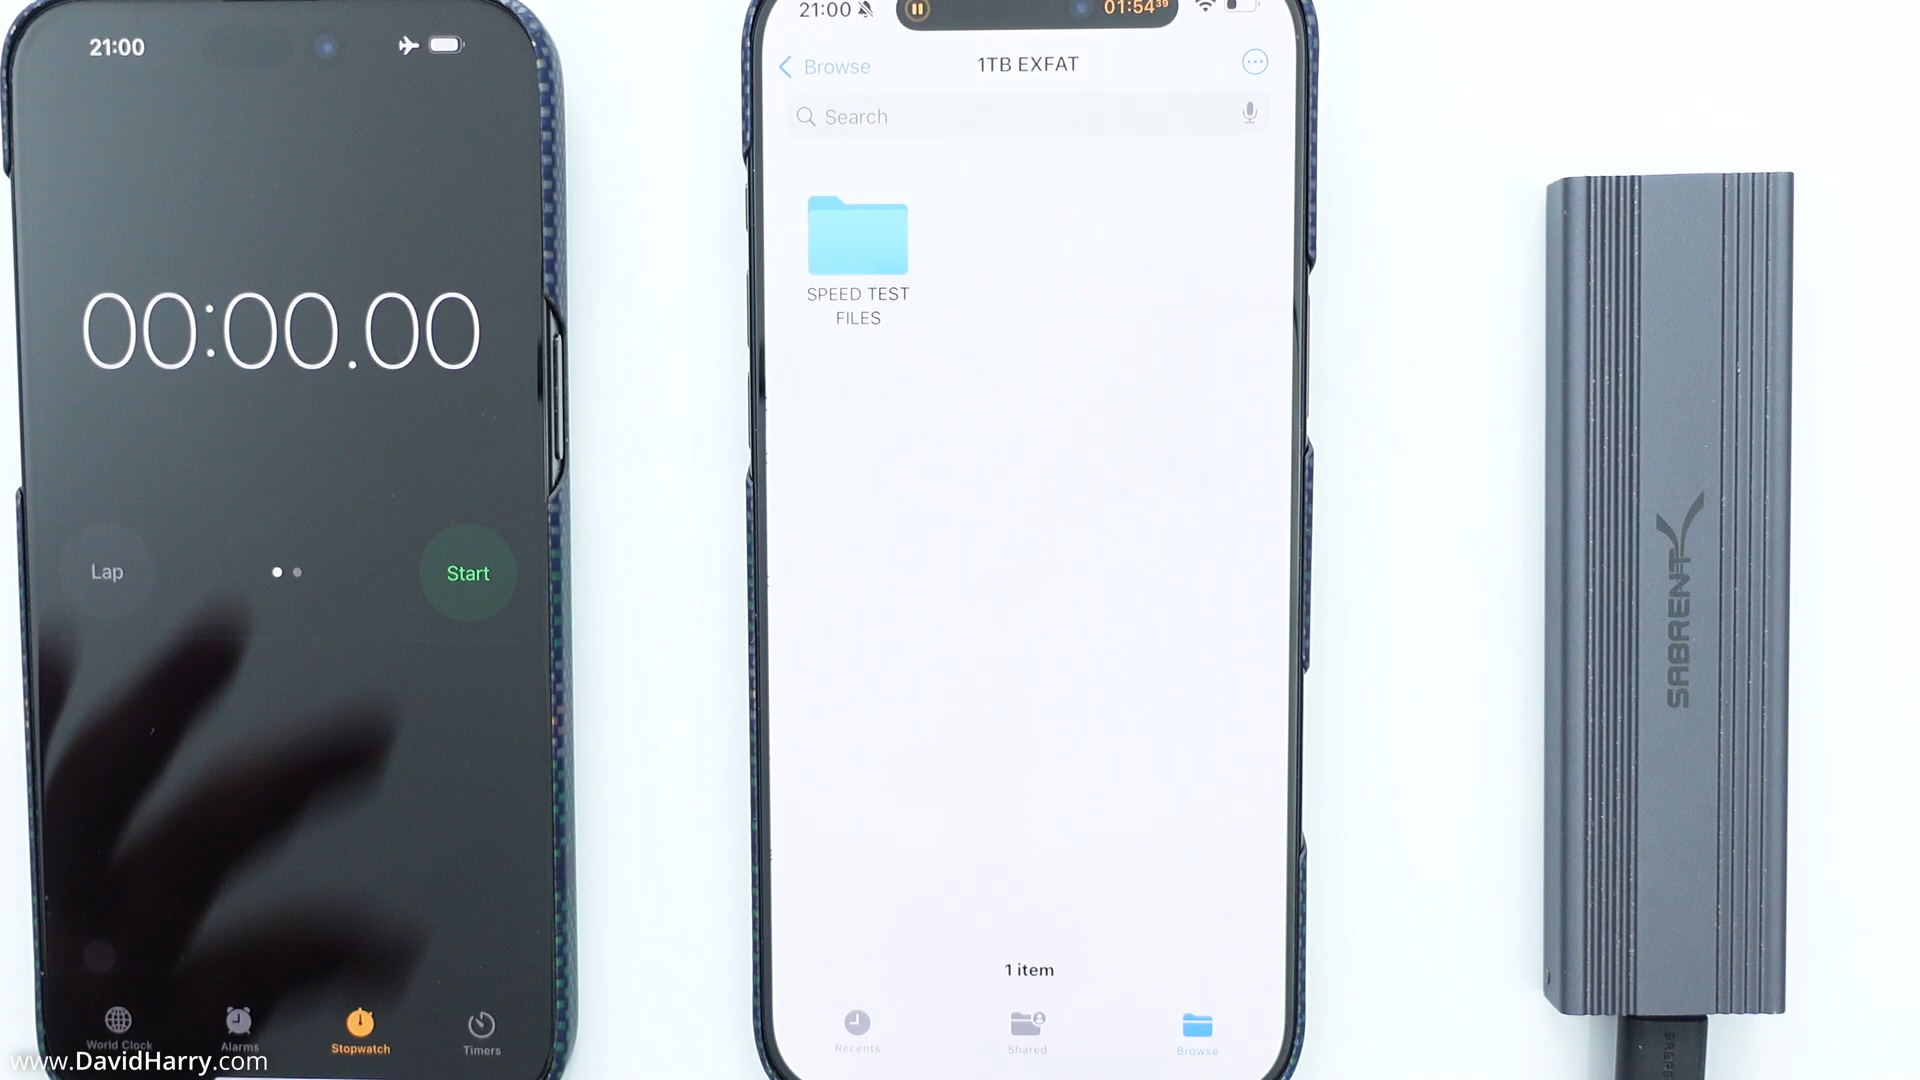 21:00
00:00.00
Lap
Start
World Clock
Alarms
Stopwatch
Timers
21:00
01:54 39
Browse
1TB EXFAT
Search
SPEED TEST
FILES
1 item
Recents
Shared
Browse
SABRENT
www.DavidHarry.com